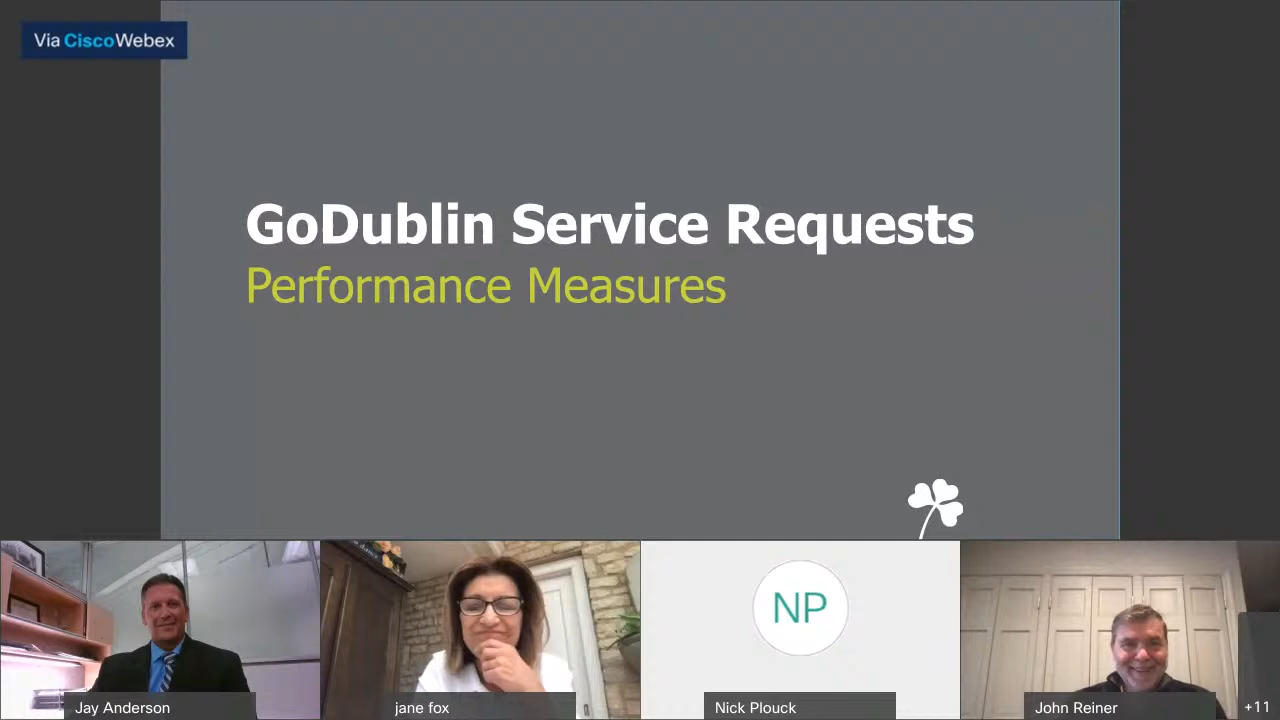 Via CiscoWebex
GoDublin Service Requests
Performance Measures
NP
Jay Anderson
jane fox
Nick Plouck
John Reiner
+11